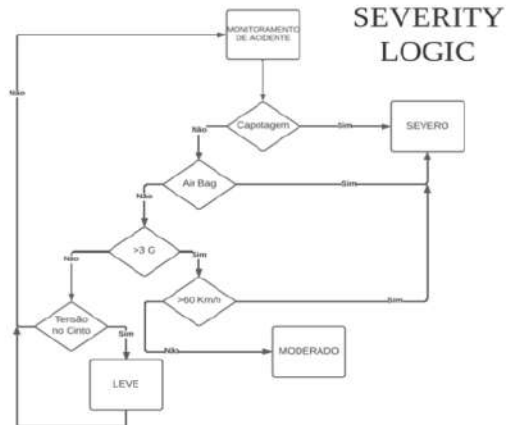 SEVERITY
LOGIC
MONITORAMENTO
DE ACIDENTE
Não
Capotagem
Não
Sim
SEVERO
Air Bag
Não
Sim
>3 G
Não
Sim
>60 Km/h
Sim
Tensão
no Cinto
Sim
Não
MODERADO
LEVE